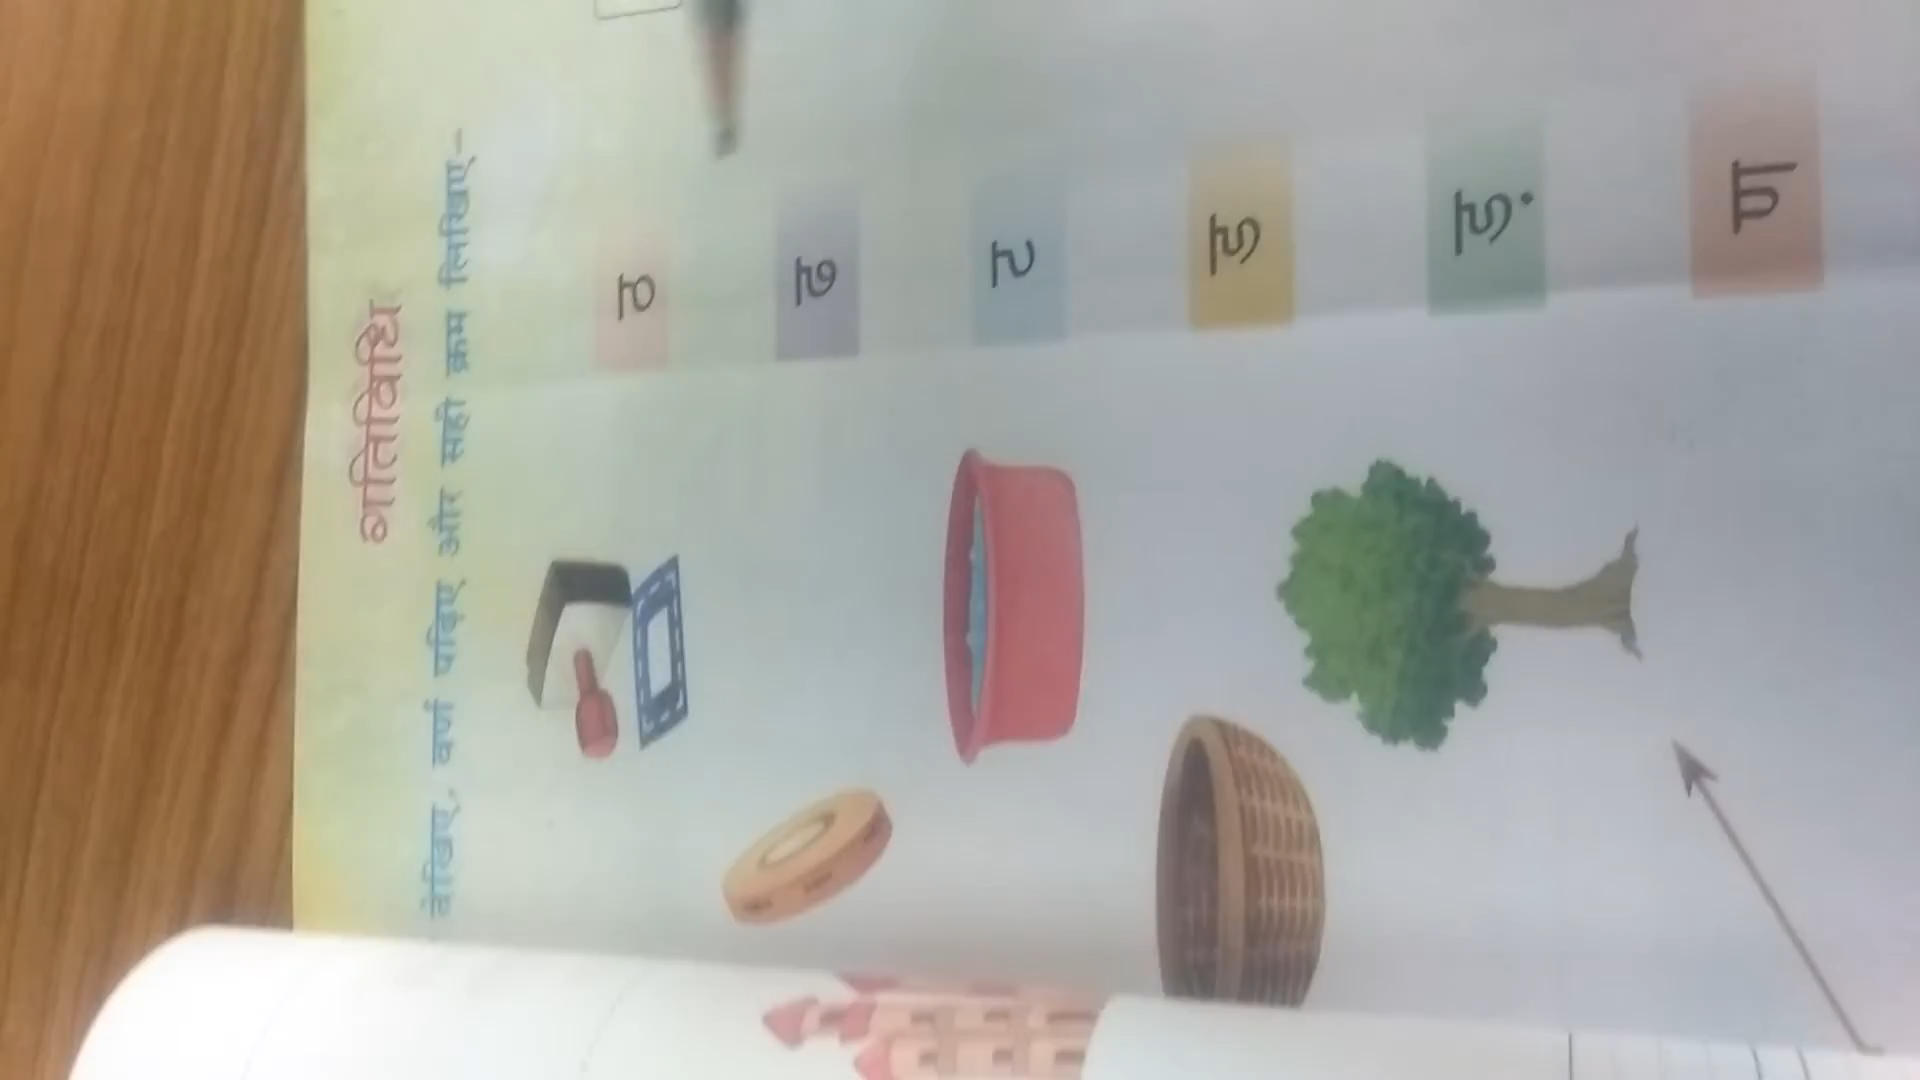 गतिविधि
देखिए, वर्ण पढ़िए और सही क्रम लिखिए–
ठ
ढ
ट
ड
ड़
ण